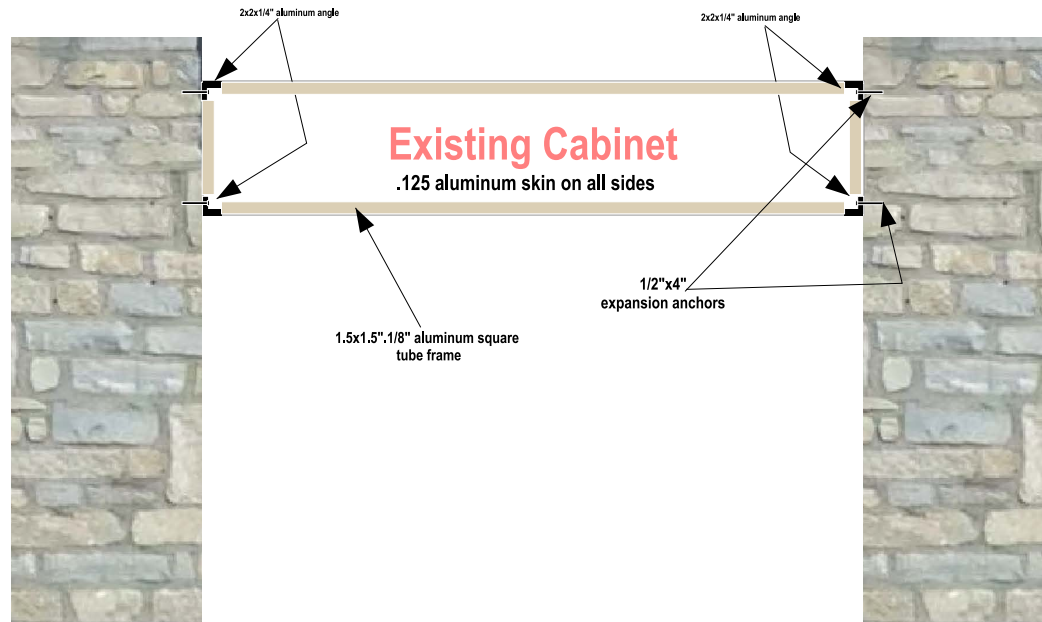 2x2x1/4" aluminum angle
2x2x1/4" aluminum angle
Existing Cabinet
.125 aluminum skin on all sides
1/2"x4"
expansion anchors
1.5x1.5".1/8" aluminum square
tube frame